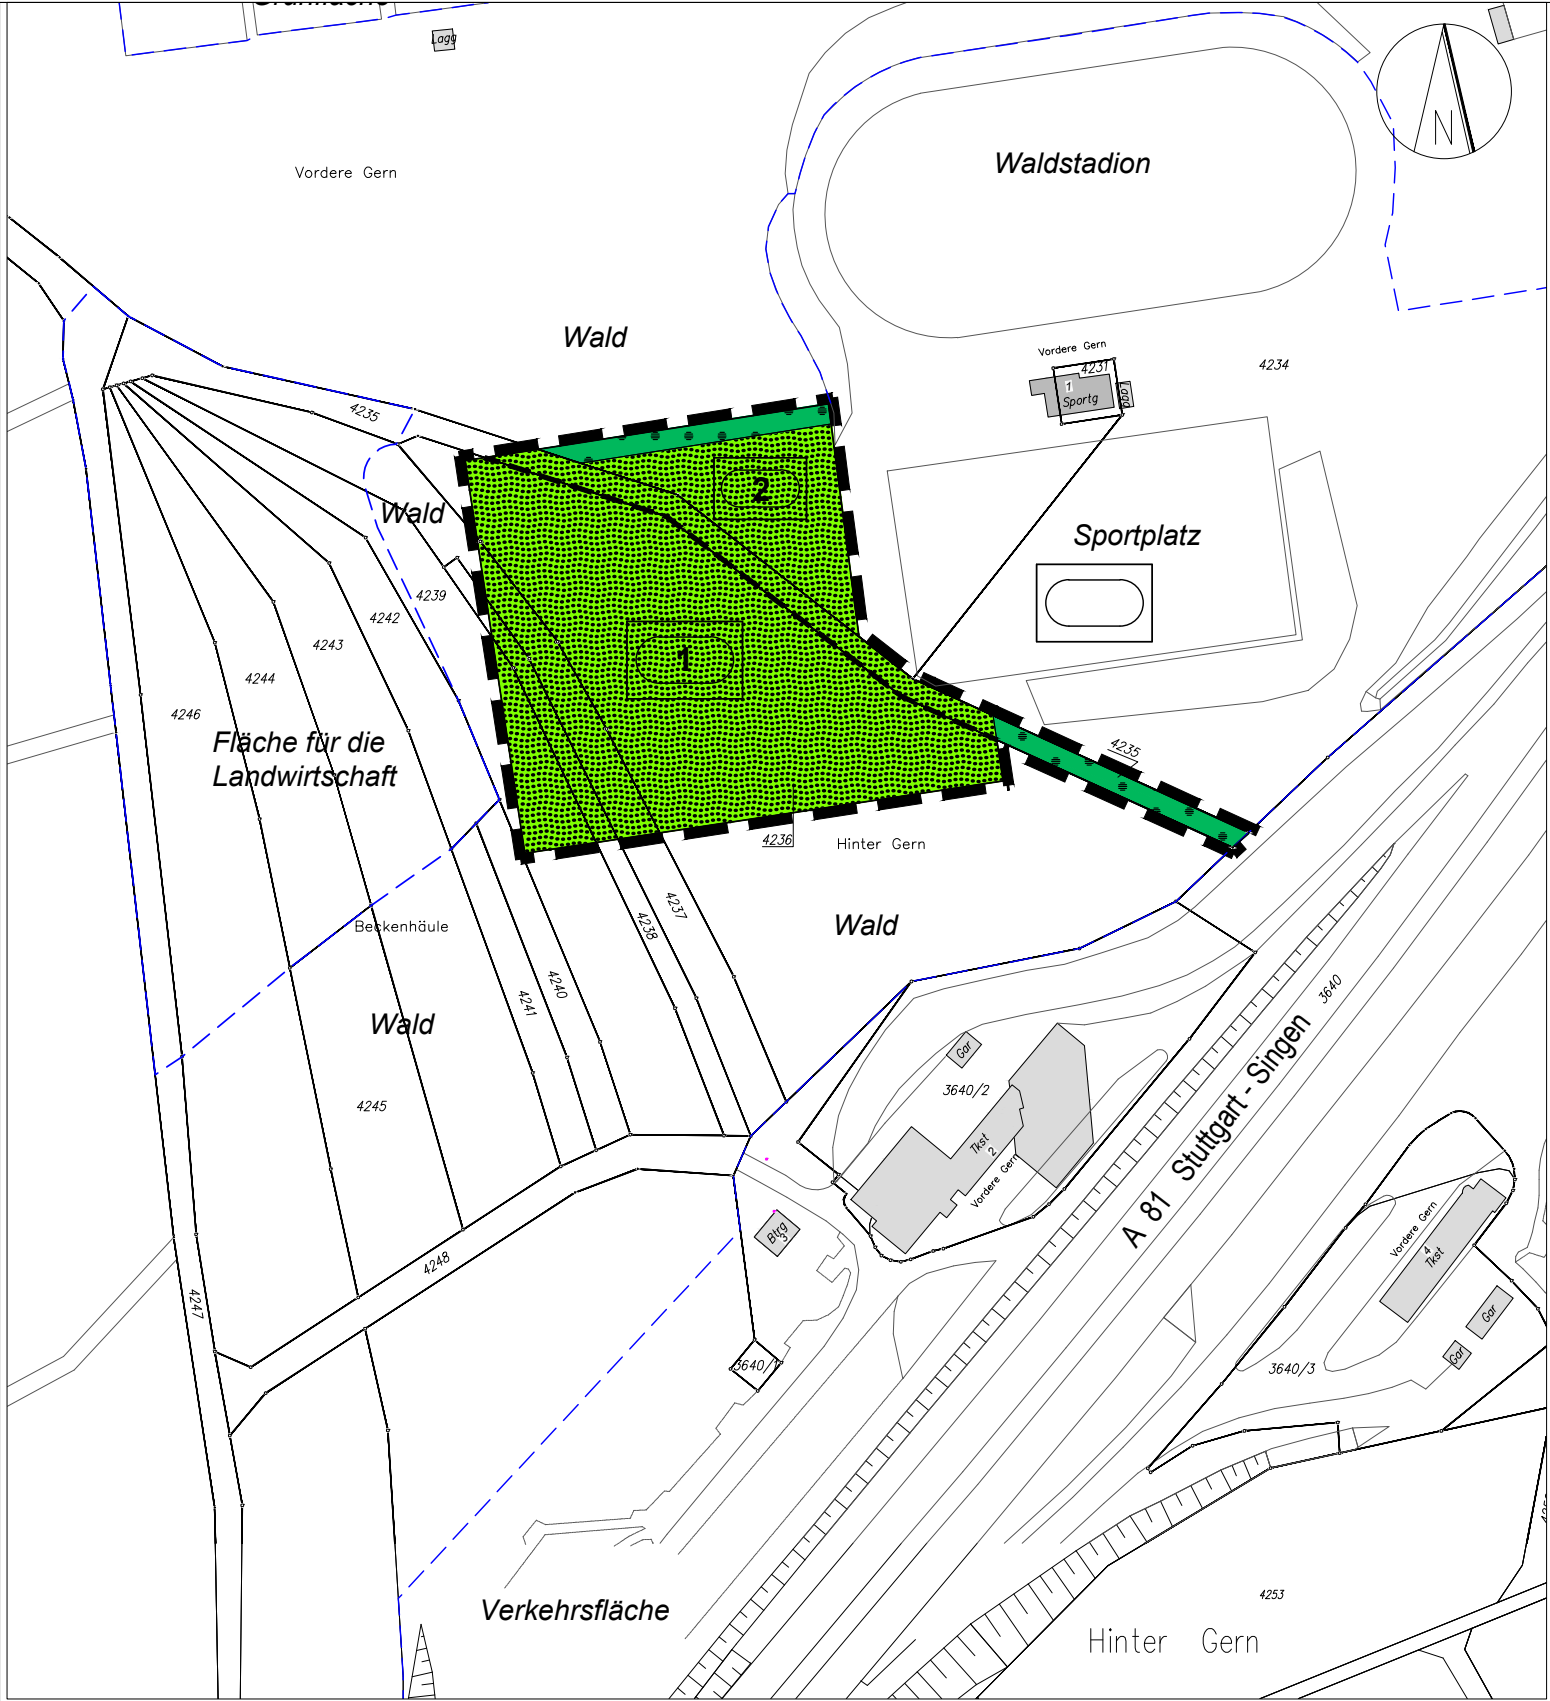 Grünfläche
Lagg
Vordere Gern
Waldstadion
N
Wald
Vordere Gern
4231
4234
1
Sportg
Lagg
4235
2
Wald
Sportplatz
4239
4242
4243
1
4244
4246
Fläche für die
Landwirtschaft
4235
4236
Hinter Gern
4237
4238
Wald
Beckenhäule
4240
4241
Wald
3640
A 81 Stuttgart - Singen
Gar
3640/2
4245
Tkst
2
Vordere Gern
Btrg
3
Vordere Gern
4
Tkst
4248
4247
Gar
Gar
3640/1
3640/3
Verkehrsfläche
4253
Hinter Gern